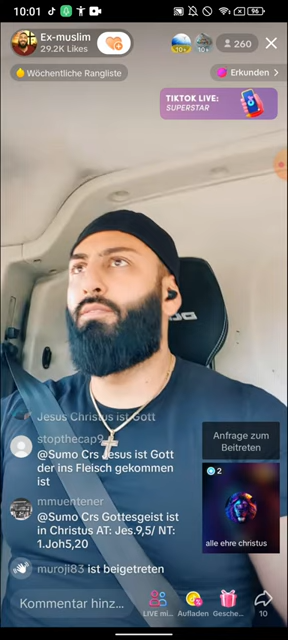 10:01
96
Ex-muslim
29.2K Likes
10+
10+
260
Wöchentliche Rangliste
Erkunden >
TIKTOK LIVE:
SUPERSTAR
Jesus Christus ist Gott
stopthecap9
@Sumo Crs Jesus ist Gott
der ins Fleisch gekommen
ist
Anfrage zum
Beitreten
2
mmuentener
@Sumo Crs Gottesgeist ist
in Christus AT: Jes.9,5/ NT:
1.Joh5,20
alle ehre christus
muroji83 ist beigetreten
Kommentar hinz...
LIVE mi...
Aufladen
Gesche...
10